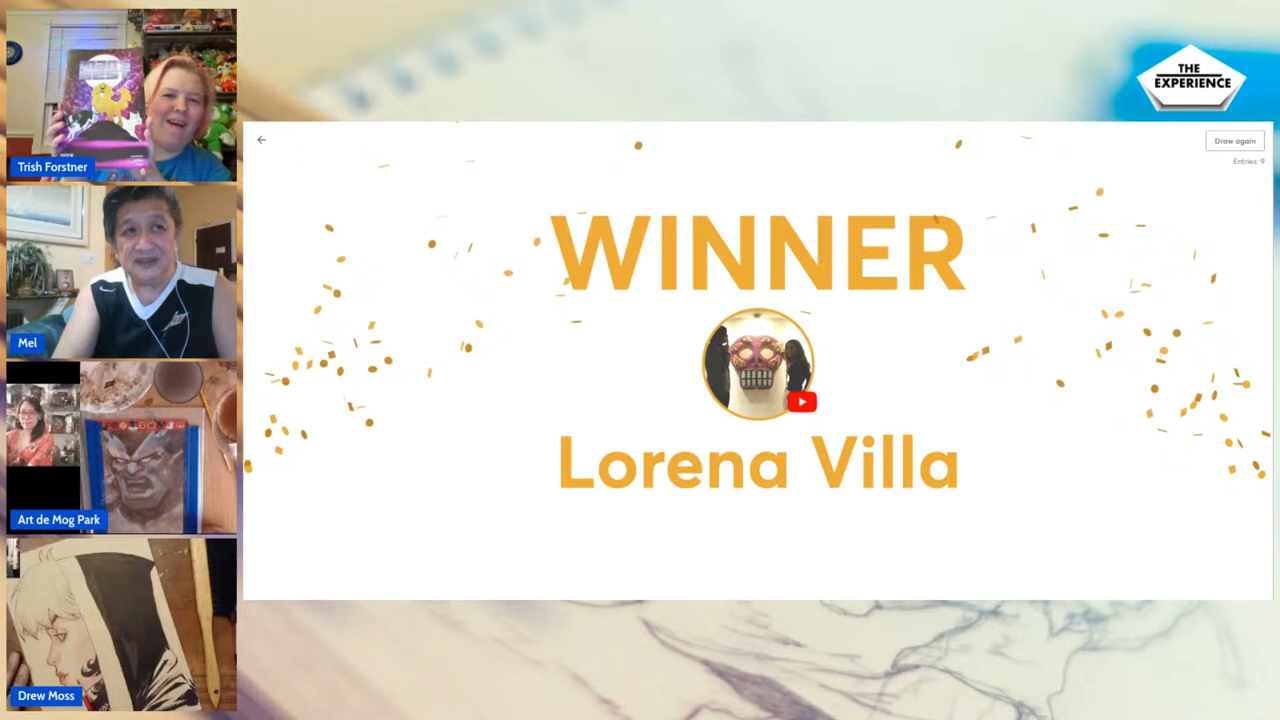 Trish Forstner
Mel
Art de Mog Park
Drew Moss
THE
EXPERIENCE
Draw again
Entries: 9
WINNER
Lorena Villa